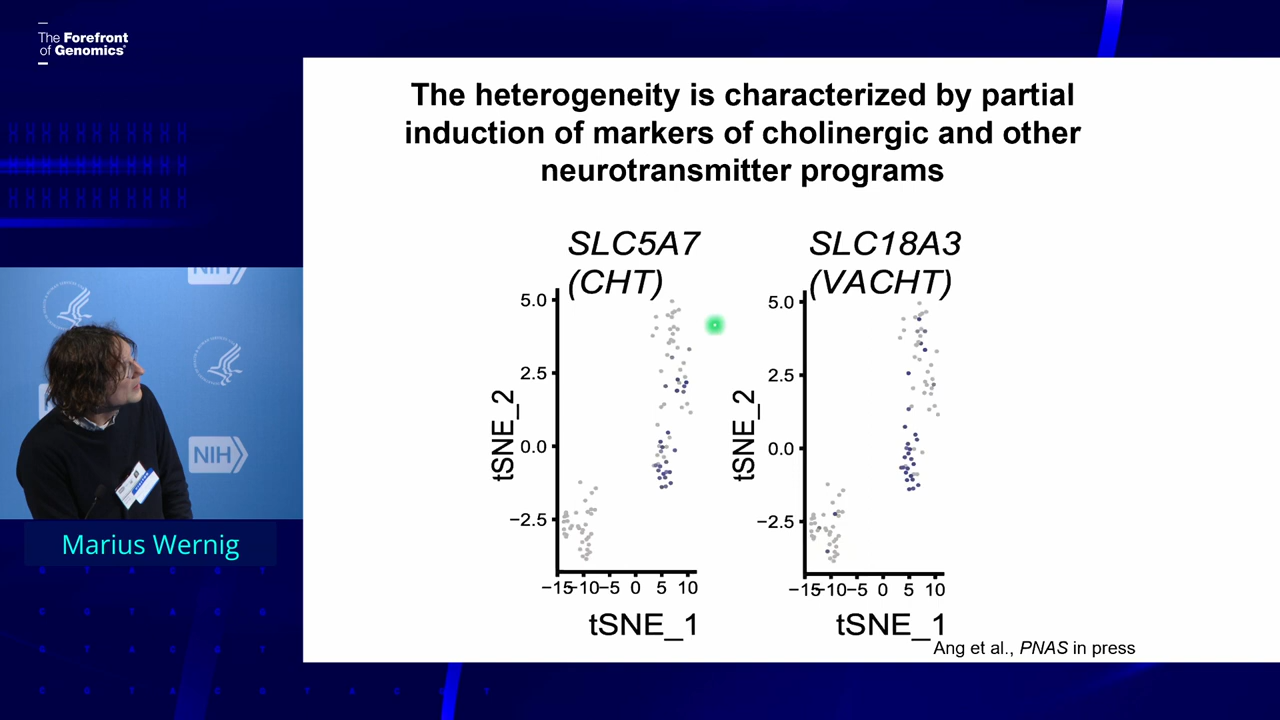 The Forefront
of Genomics®
The heterogeneity is characterized by partial
induction of markers of cholinergic and other
neurotransmitter programs
SLC5A7
(CHT)
5.0
2.5
0.0
−2.5
tSNE_2
−15 −10 −5 0 5 10
tSNE_1
SLC18A3
(VACHT)
5.0
2.5
0.0
−2.5
tSNE_2
−15 −10 −5 0 5 10
tSNE_1
Ang et al., PNAS in press
NIH
NIH
Marius Wernig